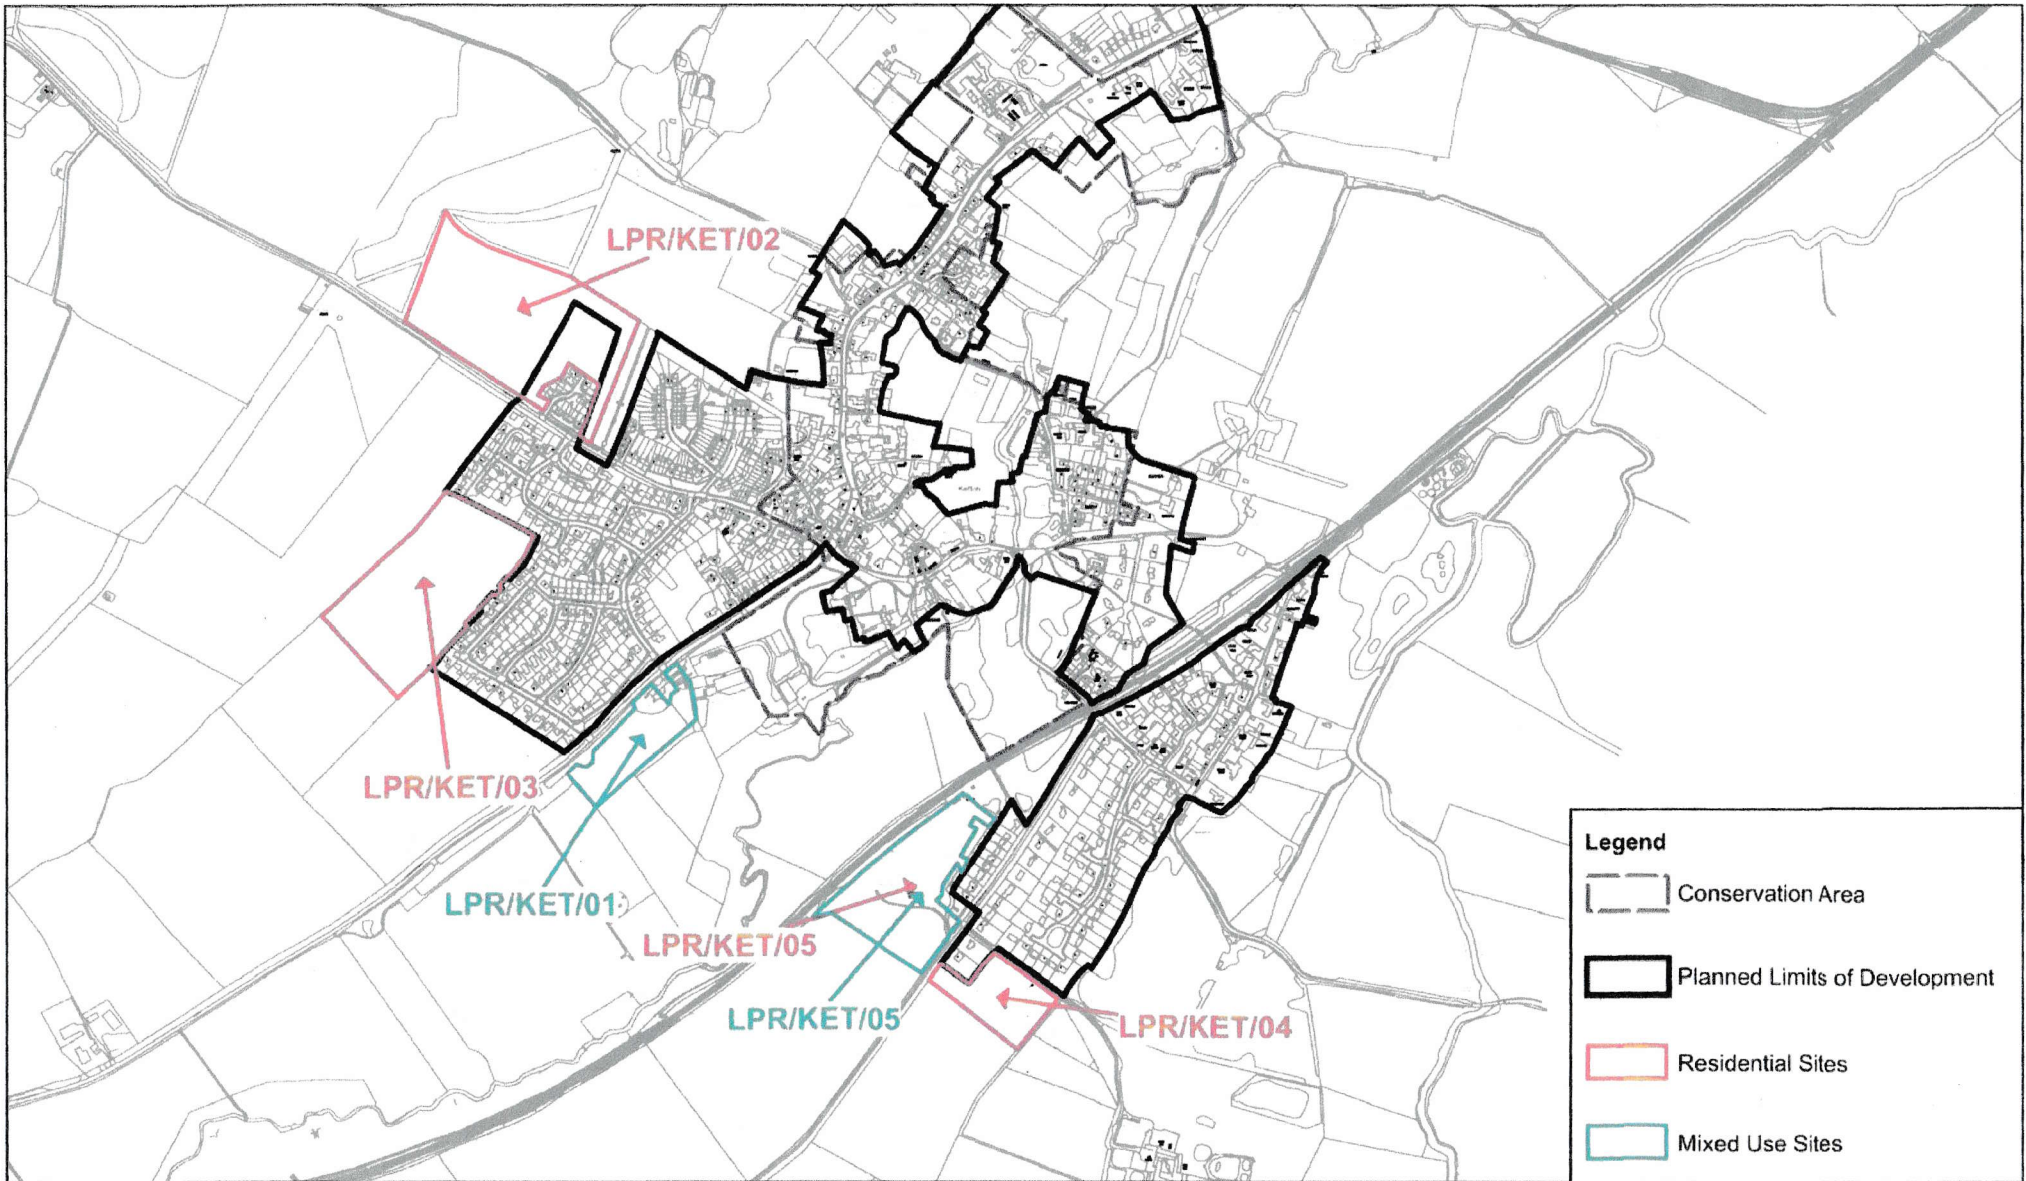 LPR/KET/02
LPR/KET/03
LPR/KET/01
LPR/KET/05
LPR/KET/05
LPR/KET/04
Legend
Conservation Area
Planned Limits of Development
Residential Sites
Mixed Use Sites